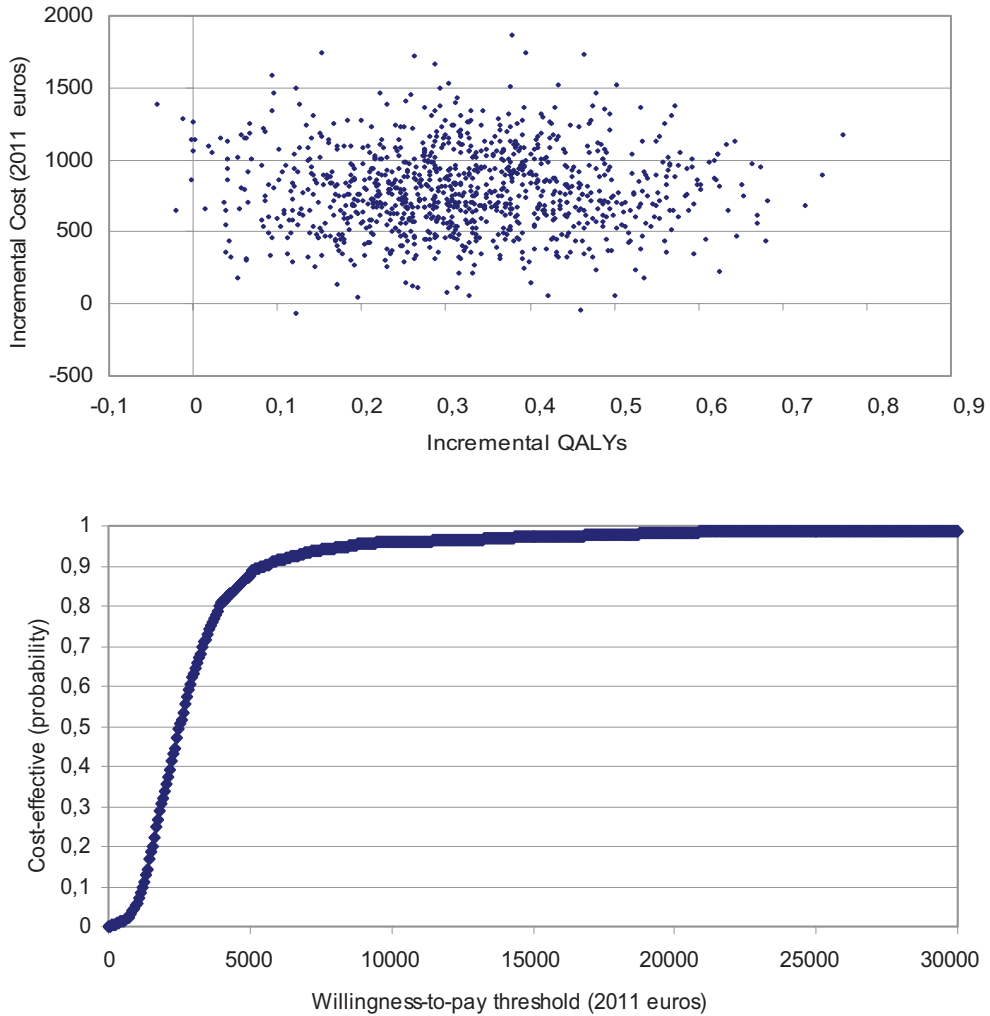 2000
1500
1000
500
0
-500
-0,1 0 0,1 0,2 0,3 0,4 0,5 0,6 0,7 0,8 0,9
Incremental Cost (2011 euros)
Incremental QALYs
1
0,9
0,8
0,7
0,6
0,5
0,4
0,3
0,2
0,1
0
0 5000 10000 15000 20000 25000 30000
Cost-effective (probability)
Willingness-to-pay threshold (2011 euros)